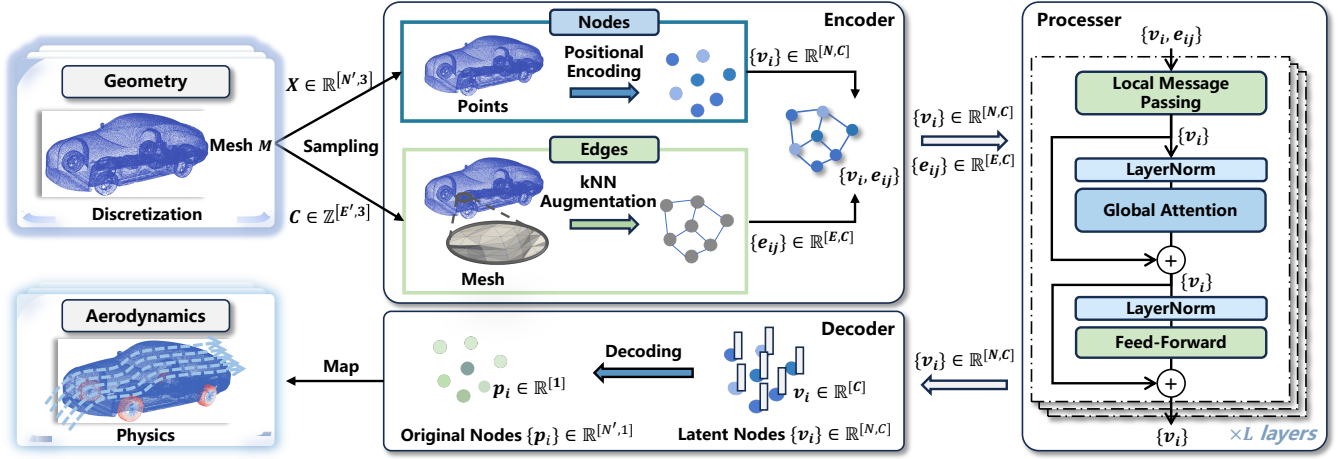 Geometry
Mesh M
Discretization
X ∈ ℝ^[N′,3]
Sampling
C ∈ ℤ^[E′,3]
Encoder
Nodes
Points
Positional
Encoding
{v_i} ∈ ℝ^[N,C]
Edges
kNN
Augmentation
Mesh
{e_ij} ∈ ℝ^[E,C]
{v_i, e_ij}
{v_i} ∈ ℝ^[N,C]
{e_ij} ∈ ℝ^[E,C]
Processer
{v_i, e_ij}
Local Message
Passing
{v_i}
LayerNorm
Global Attention
+
{v_i}
LayerNorm
Feed-Forward
+
{v_i}
×L layers
{v_i} ∈ ℝ^[N,C]
Decoder
Decoding
v_i ∈ ℝ^[C]
Latent Nodes {v_i} ∈ ℝ^[N,C]
p_i ∈ ℝ^[1]
Original Nodes {p_i} ∈ ℝ^[N′,1]
Map
Aerodynamics
Physics